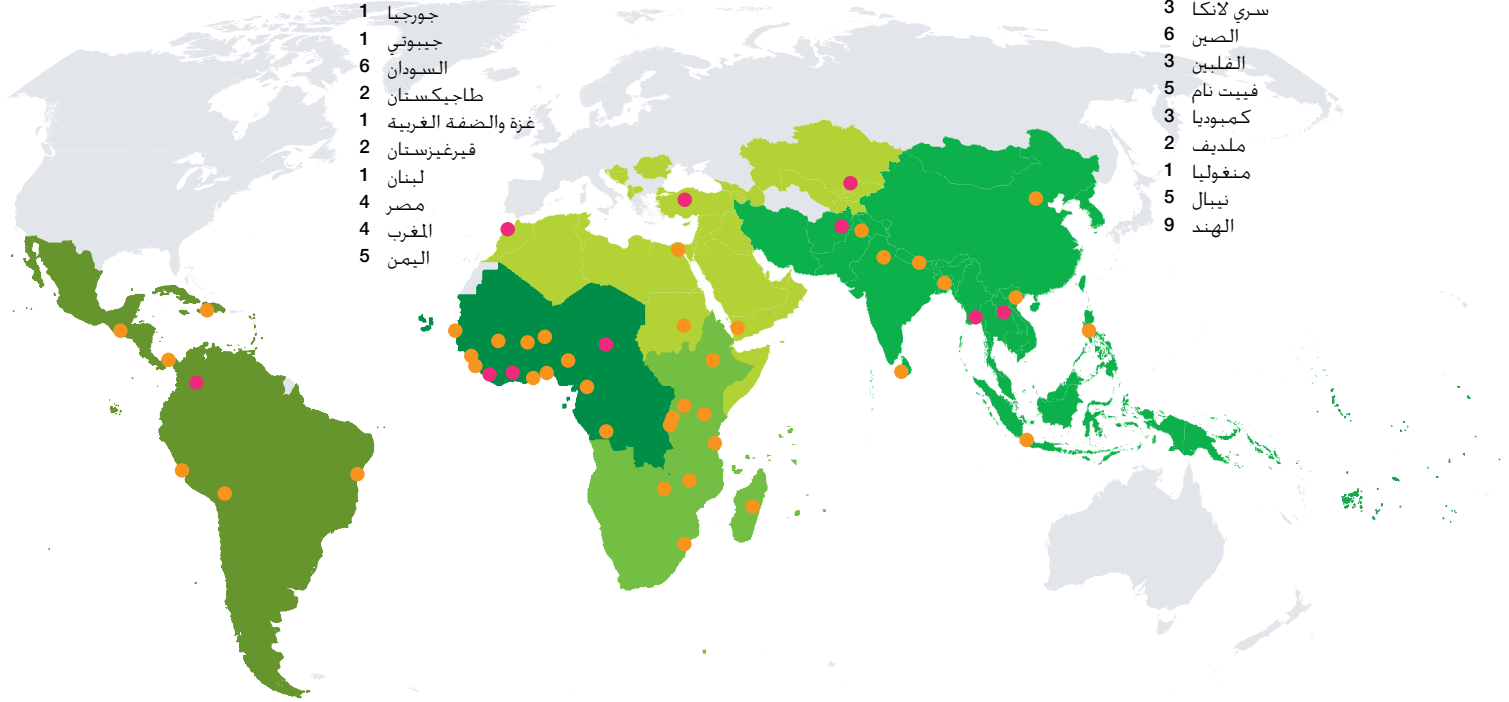 جورجيا 1
جيبوتي 1
السودان 6
طاجيكستان 2
غزة والضفة الغربية 1
قيرغيزستان 2
لبنان 1
مصر 4
المغرب 4
اليمن 5
سري لانكا 3
الصين 6
الفلبين 3
فييت نام 5
كمبوديا 3
ملديف 2
منغوليا 1
نيبال 5
الهند 9